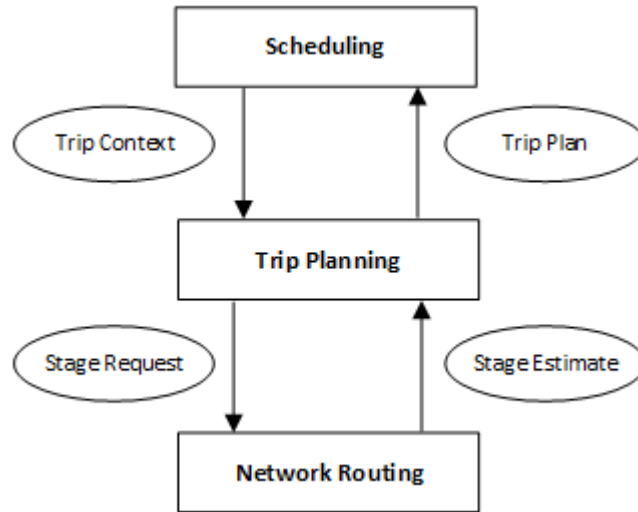 Scheduling
Trip Context
Trip Plan
Trip Planning
Stage Request
Stage Estimate
Network Routing